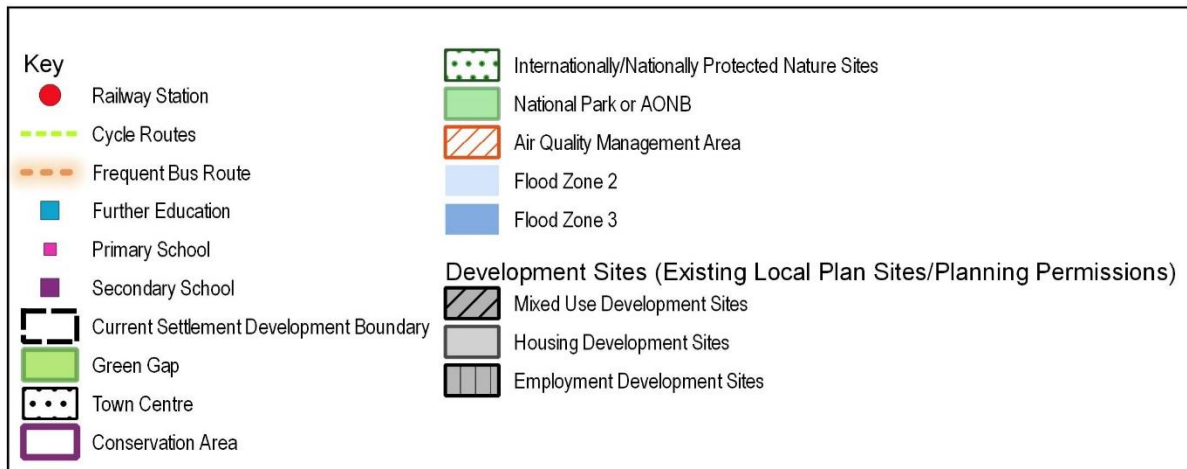 Key
Railway Station
Cycle Routes
Frequent Bus Route
Further Education
Primary School
Secondary School
Current Settlement Development Boundary
Green Gap
Town Centre
Conservation Area
Internationally/Nationally Protected Nature Sites
National Park or AONB
Air Quality Management Area
Flood Zone 2
Flood Zone 3
Development Sites (Existing Local Plan Sites/Planning Permissions)
Mixed Use Development Sites
Housing Development Sites
Employment Development Sites